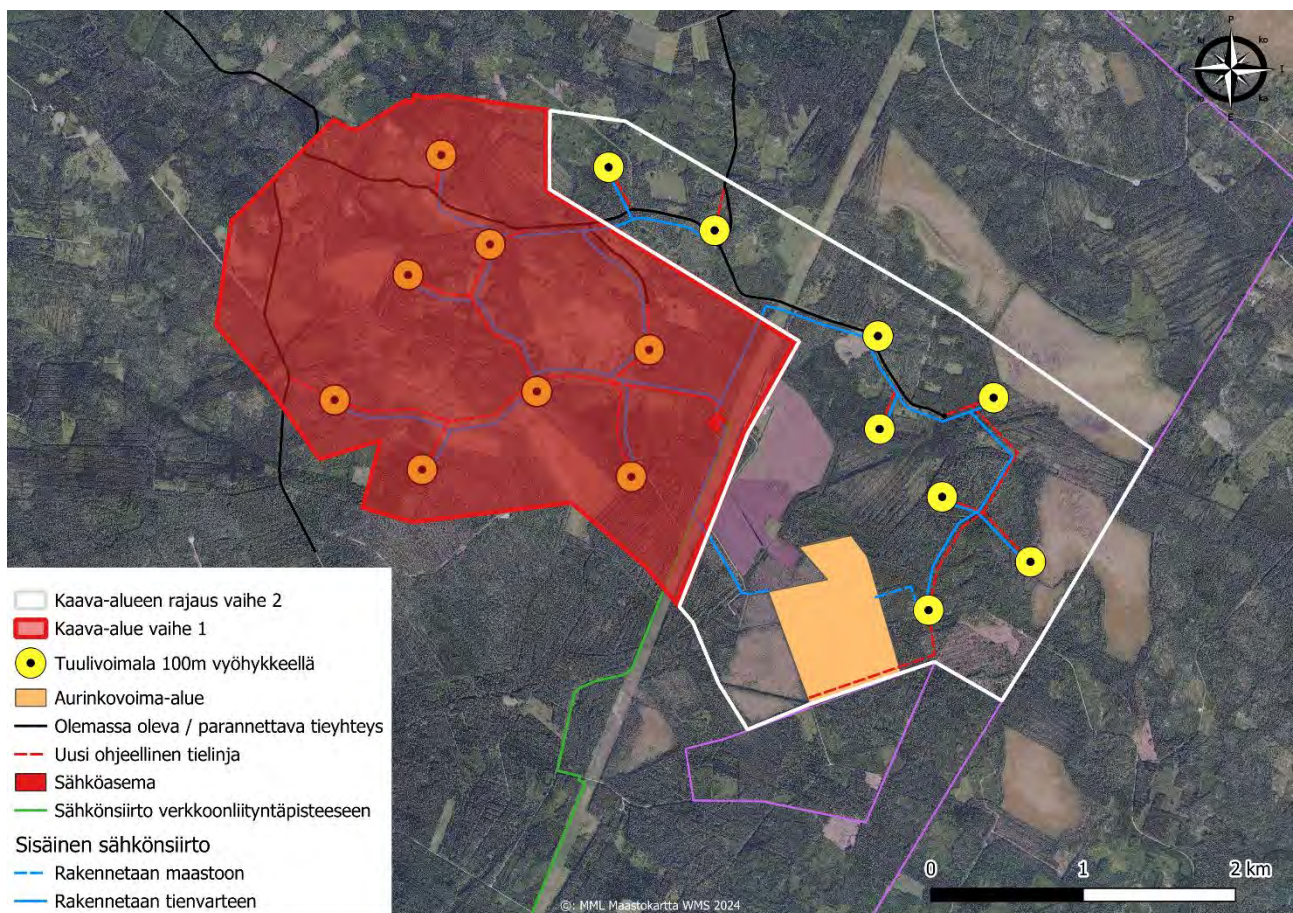 P
ko
I
ka
E
Kaava-alueen rajaus vaihe 2
Kaava-alue vaihe 1
Tuulivoimala 100m vyöhykkeellä
Aurinkovoima-alue
Olemassa oleva / parannettava tieyhteys
Uusi ohjeellinen tielinja
Sähköasema
Sähkönsiirto verkkoonliityntäpisteeseen
Sisäinen sähkönsiirto
Rakennetaan maastoon
Rakennetaan tienvarteen
0 1 2 km
©: MML Maastokartta WMS 2024